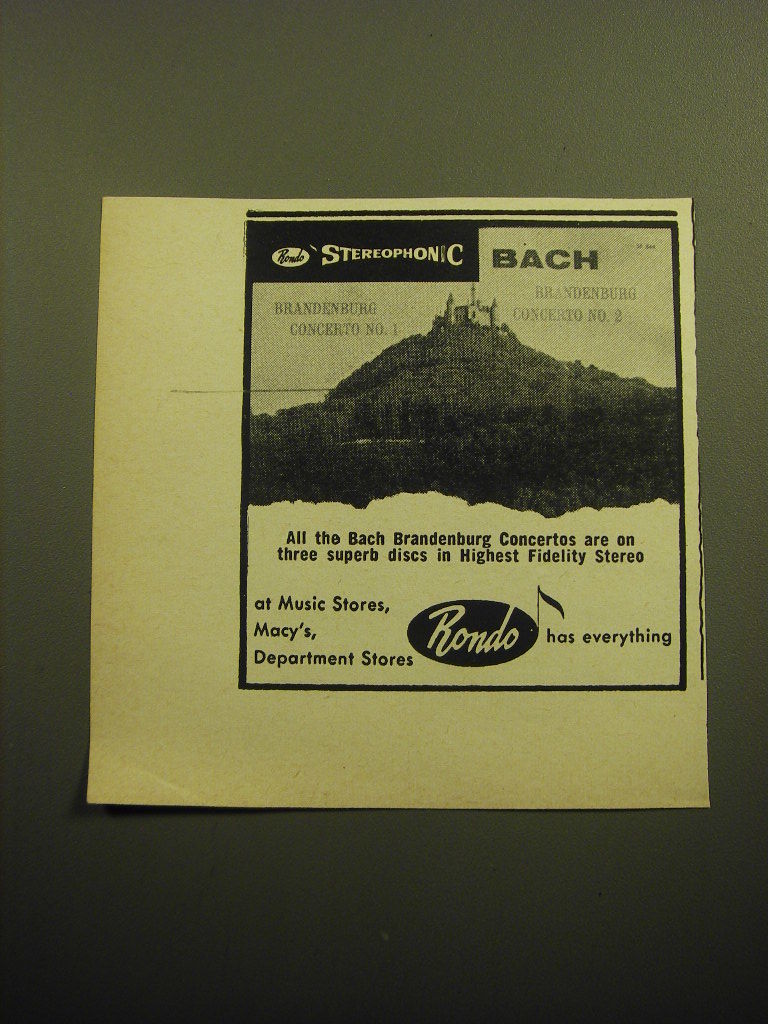 Rondo STEREOPHONIC
BACH
BRANDENBURG
CONCERTO NO. 1
BRANDENBURG
CONCERTO NO. 2
All the Bach Brandenburg Concertos are on
three superb discs in Highest Fidelity Stereo
at Music Stores,
Macy's,
Department Stores
Rondo
has everything